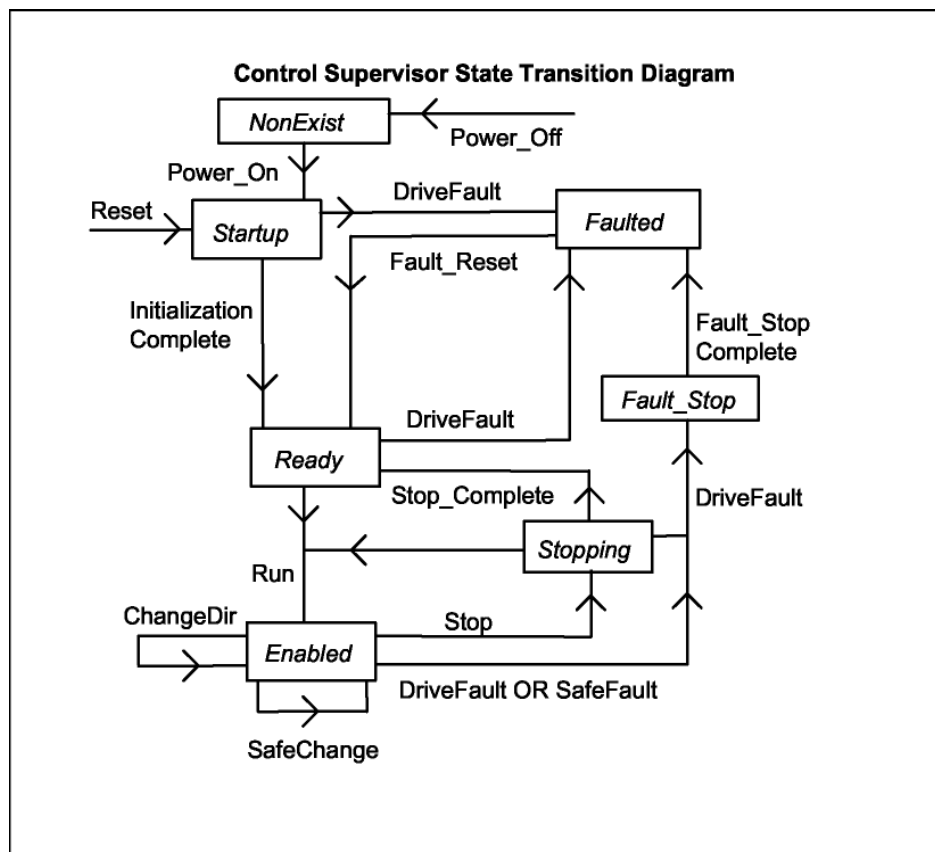 Control Supervisor State Transition Diagram
NonExist
Power_Off
Power_On
DriveFault
Reset
Startup
Faulted
Fault_Reset
Initialization
Complete
Fault_Stop
Complete
Fault_Stop
DriveFault
Ready
Stop_Complete
DriveFault
Stopping
Run
ChangeDir
Stop
Enabled
DriveFault OR SafeFault
SafeChange